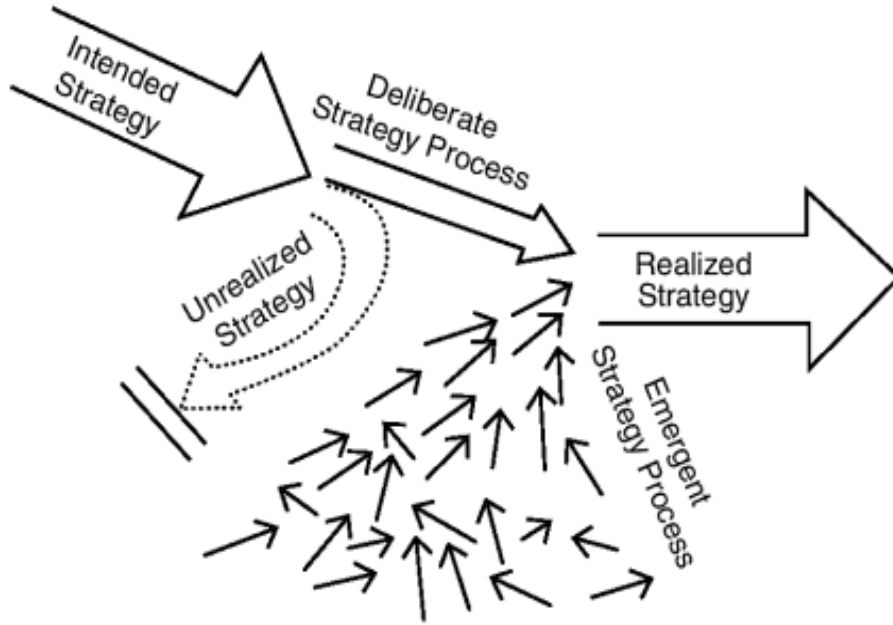 Intended
Strategy
Deliberate
Strategy Process
Unrealized
Strategy
Realized
Strategy
Emergent
Strategy Process